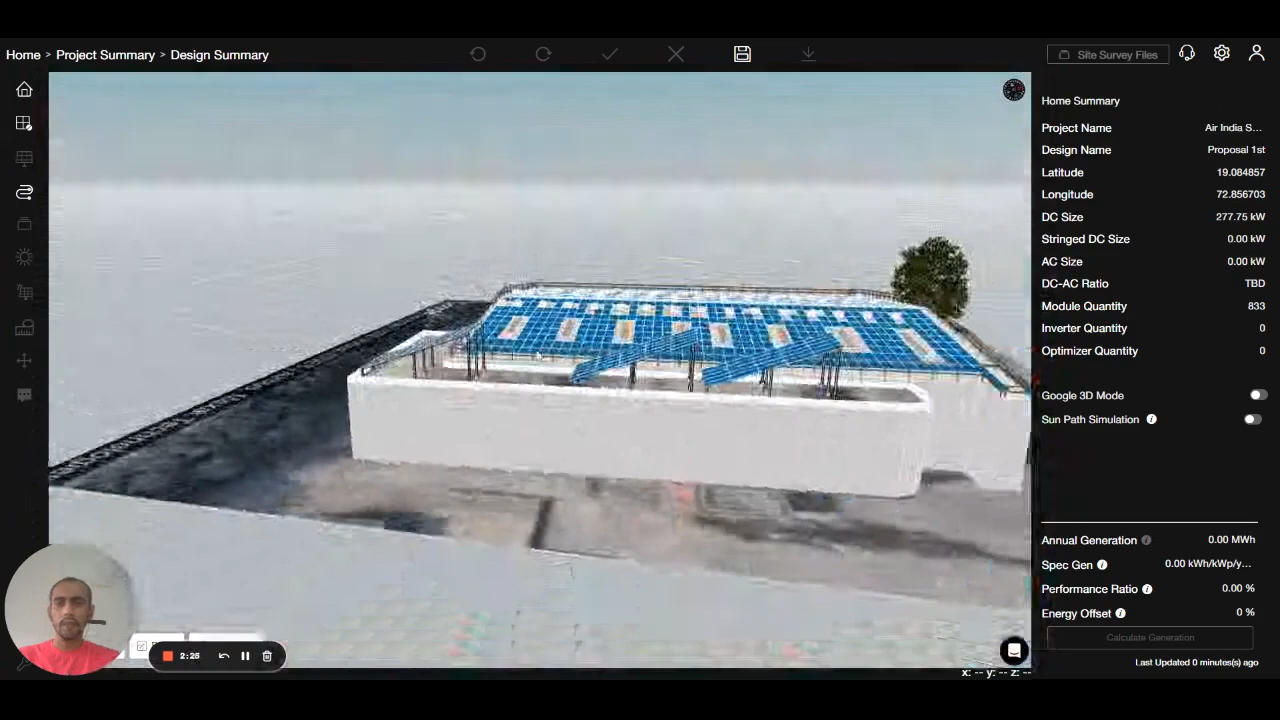 Home > Project Summary > Design Summary
Site Survey Files
Home Summary
Project Name Air India S...
Design Name Proposal 1st
Latitude 19.084857
Longitude 72.856703
DC Size 277.75 kW
Stringed DC Size 0.00 kW
AC Size 0.00 kW
DC-AC Ratio TBD
Module Quantity 833
Inverter Quantity 0
Optimizer Quantity 0
Google 3D Mode
Sun Path Simulation
Annual Generation 0.00 MWh
Spec Gen 0.00 kWh/kWp/y...
Performance Ratio 0.00 %
Energy Offset 0 %
Calculate Generation
Last Updated 0 minutes(s) ago
2:25
x: -- y: -- z: --